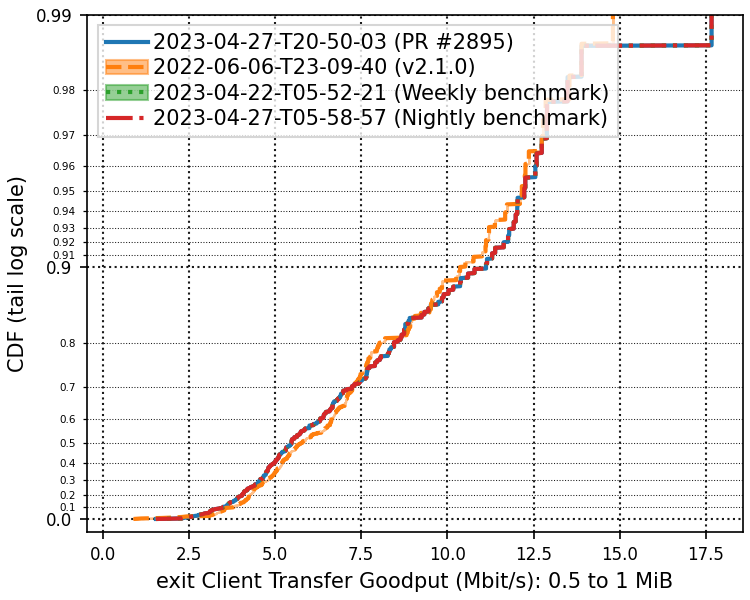 0.99
2023-04-27-T20-50-03 (PR #2895)
2022-06-06-T23-09-40 (v2.1.0)
2023-04-22-T05-52-21 (Weekly benchmark)
2023-04-27-T05-58-57 (Nightly benchmark)
0.98
0.97
0.96
0.95
0.94
0.93
0.92
0.91
0.9
0.8
0.7
0.6
0.5
0.4
0.3
0.2
0.1
0.0
CDF (tail log scale)
0.0 2.5 5.0 7.5 10.0 12.5 15.0 17.5
exit Client Transfer Goodput (Mbit/s): 0.5 to 1 MiB